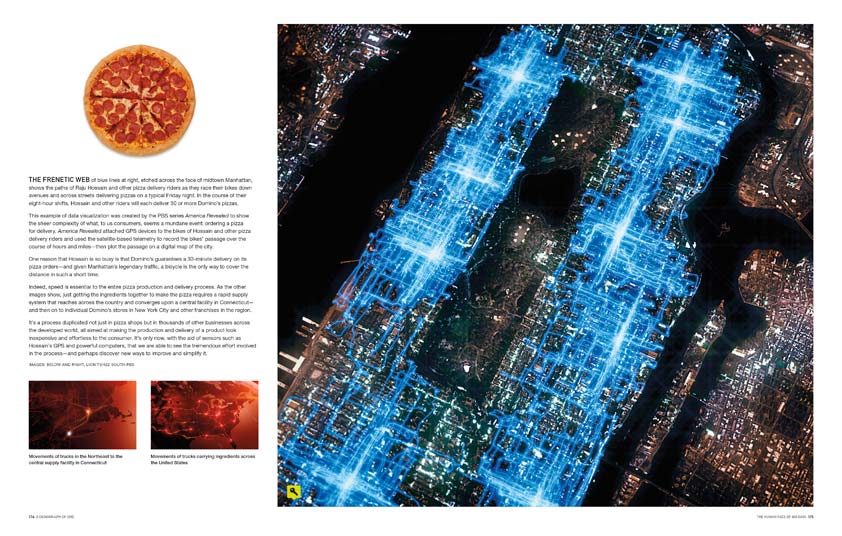 THE FRENETIC WEB of blue lines at right, etched across the face of midtown Manhattan,
shows the paths of Raju Hossain and other pizza delivery riders as they race their bikes down
avenues and across streets delivering pizzas on a typical Friday night. In the course of their
eight-hour shifts, Hossain and other riders will each deliver 30 or more Domino's pizzas.
This example of data visualization was created by the PBS series America Revealed to show
the sheer complexity of what, to us consumers, seems a mundane event: ordering a pizza
for delivery. America Revealed attached GPS devices to the bikes of Hossain and other pizza
delivery riders and used the satellite-based telemetry to record the bikes' passage over the
course of hours and miles—then plot the passage on a digital map of the city.
One reason that Hossain is so busy is that Domino's guarantees a 30-minute delivery on its
pizza orders—and given Manhattan's legendary traffic, a bicycle is the only way to cover the
distance in such a short time.
Indeed, speed is essential to the entire pizza production and delivery process. As the other
images show, just getting the ingredients together to make the pizza requires a rapid supply
system that reaches across the country and converges upon a central facility in Connecticut—
and then on to individual Domino's stores in New York City and other franchises in the region.
It's a process duplicated not just in pizza shops but in thousands of other businesses across
the developed world, all aimed at making the production and delivery of a product look
inexpensive and effortless to the consumer. It's only now, with the aid of sensors such as
Hossain's GPS and powerful computers, that we are able to see the tremendous effort involved
in the process—and perhaps discover new ways to improve and simplify it.
IMAGES BELOW AND RIGHT, LION TV
Movements of trucks in the Northeast to the
central supply facility in Connecticut
Movements of trucks carrying ingredients across
the United States
174
THE HUMAN FACE OF BIG DATA 175